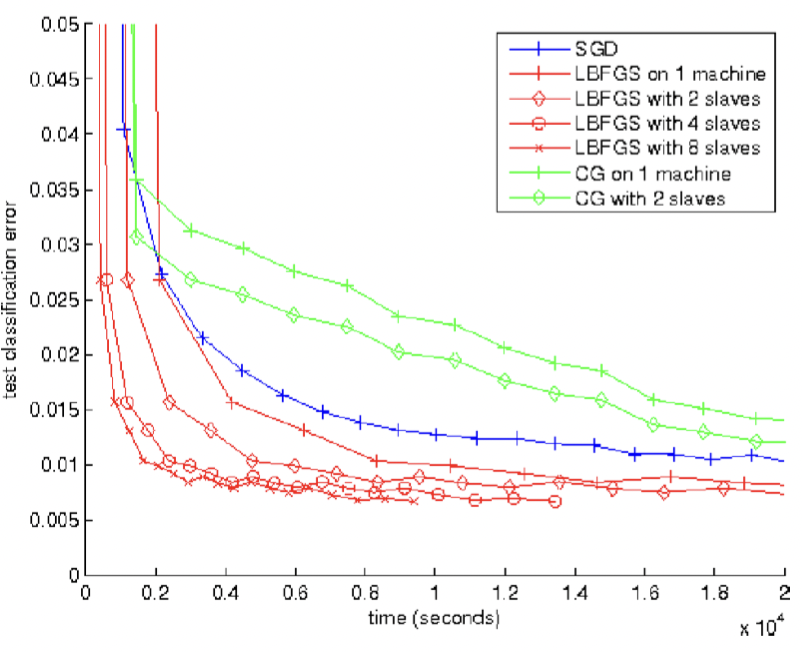 0.05
0.045
0.04
0.035
0.03
0.025
0.02
0.015
0.01
0.005
0
test classification error
SGD
LBFGS on 1 machine
LBFGS with 2 slaves
LBFGS with 4 slaves
LBFGS with 8 slaves
CG on 1 machine
CG with 2 slaves
0 0.2 0.4 0.6 0.8 1 1.2 1.4 1.6 1.8 2
time (seconds)
x 10⁴